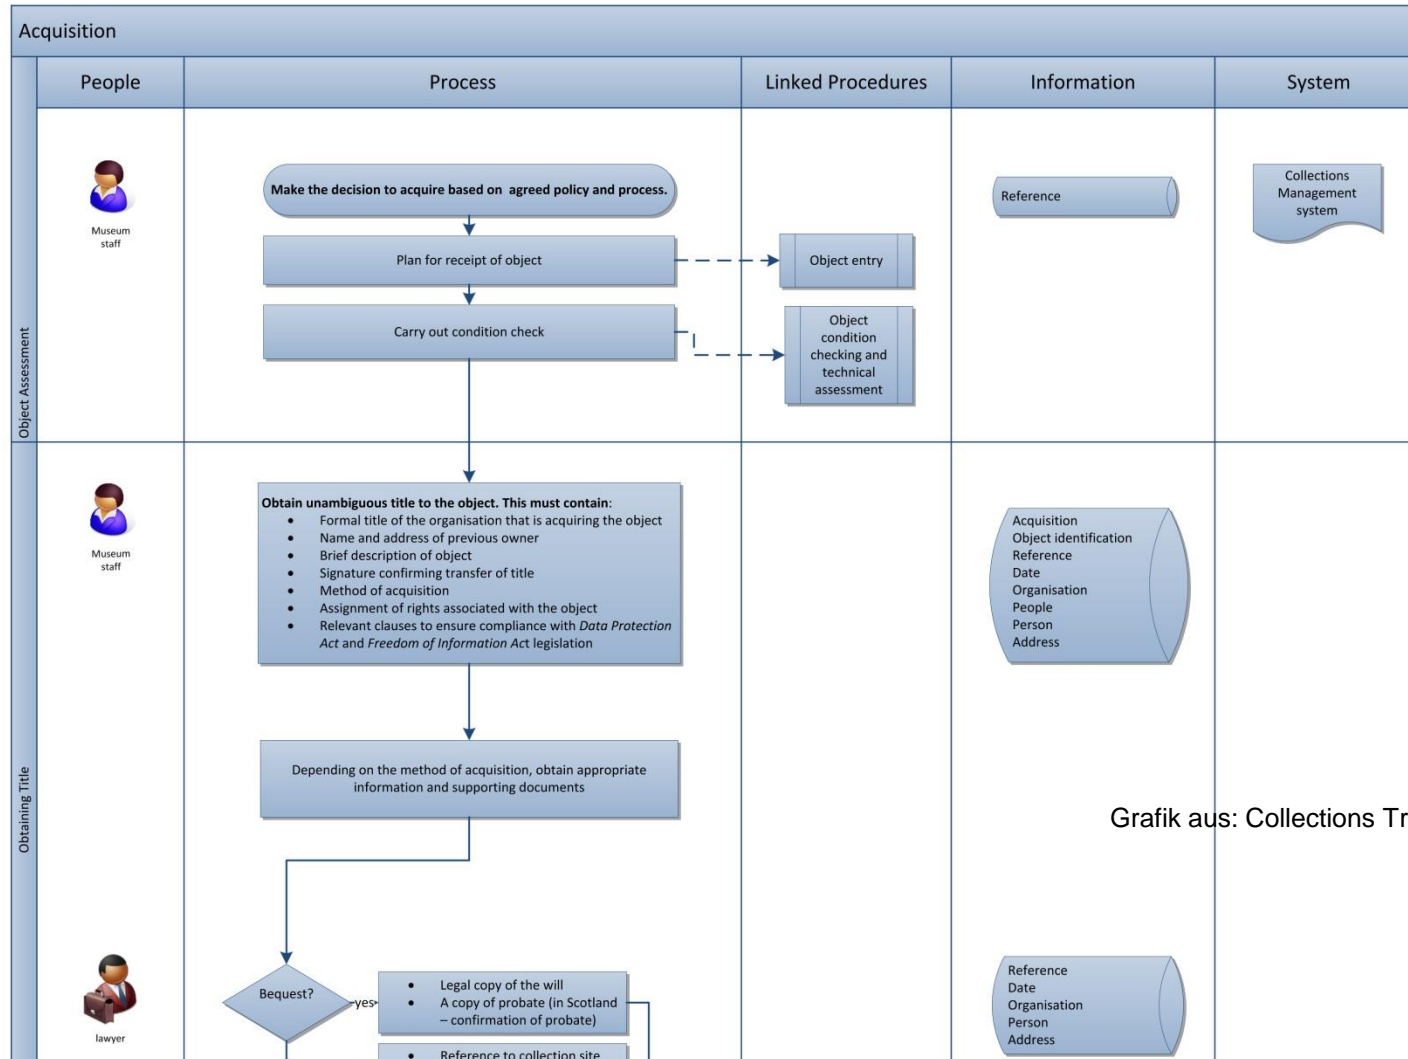 Acquisition
People
Process
Linked Procedures
Information
System
Object Assessment
Museum
staff
Make the decision to acquire based on agreed policy and process.
Reference
Collections
Management
system
Plan for receipt of object
Object entry
Carry out condition check
Object
condition
checking and
technical
assessment
Obtaining Title
Museum
staff
Obtain unambiguous title to the object. This must contain:
• Formal title of the organisation that is acquiring the object
• Name and address of previous owner
• Brief description of object
• Signature confirming transfer of title
• Method of acquisition
• Assignment of rights associated with the object
• Relevant clauses to ensure compliance with Data Protection
Act and Freedom of Information Act legislation
Acquisition
Object identification
Reference
Date
Organisation
People
Person
Address
Depending on the method of acquisition, obtain appropriate
information and supporting documents
Grafik aus: Collections Tr
lawyer
Bequest?
yes
• Legal copy of the will
• A copy of probate (in Scotland
– confirmation of probate)
Reference
Date
Organisation
Person
Address
• Reference to collection site